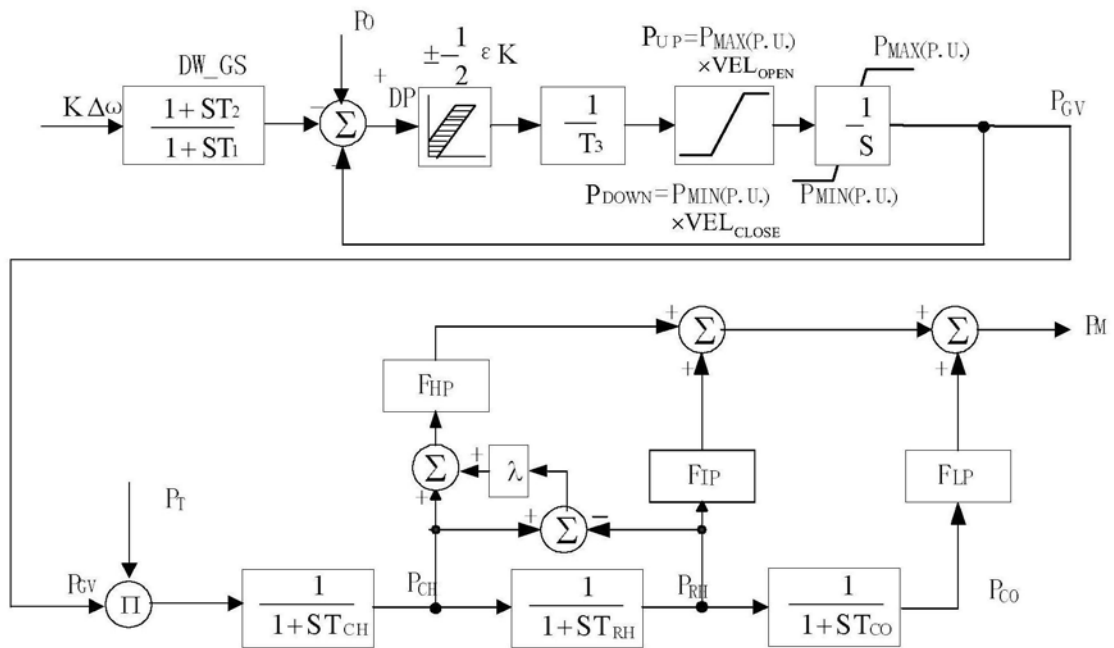 P0
DW_GS
± 1/2 εK
PUP=PMAX(P.U.)
×VELOPEN
PMAX(P.U.)
KΔω
1+ST2
1+ST1
−
+
Σ
DP
1
T3
1
S
PGV
PDOWN=PMIN(P.U.)
×VELCLOSE
PMIN(P.U.)
+
Σ
+
+
Σ
+
PM
FHP
Σ
+
λ
+
FIP
FLP
PT
+
Σ
−
PGV
Π
1
1+STCH
PCH
1
1+STRH
PRH
1
1+STCO
PCO